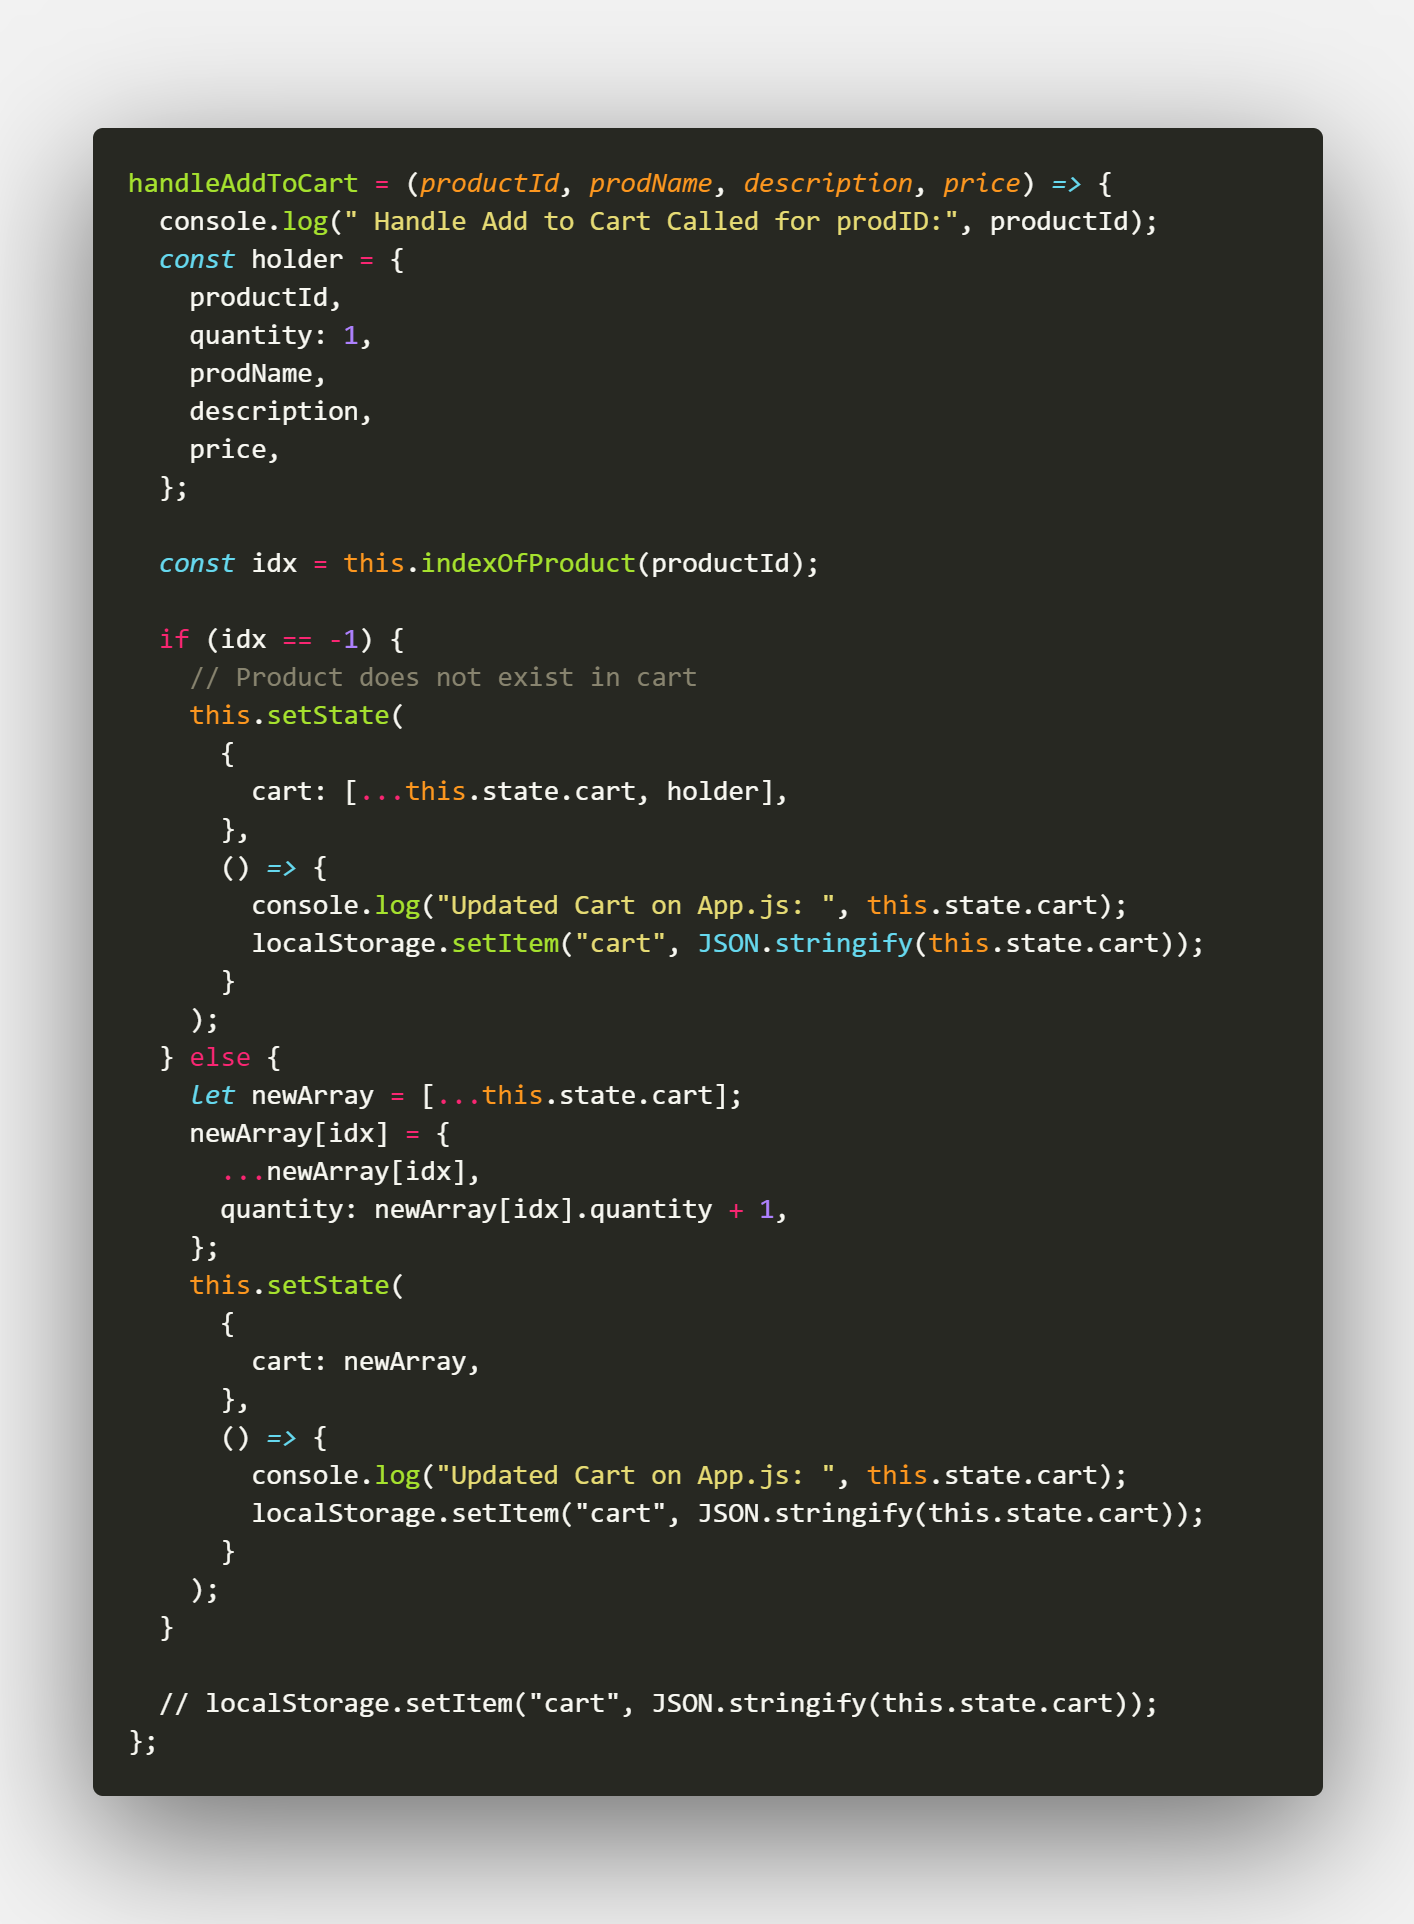 handleAddToCart = (productId, prodName, description, price) => {
  console.log(" Handle Add to Cart Called for prodID:", productId);
  const holder = {
    productId,
    quantity: 1,
    prodName,
    description,
    price,
  };

  const idx = this.indexOfProduct(productId);

  if (idx == -1) {
    // Product does not exist in cart
    this.setState(
      {
        cart: [...this.state.cart, holder],
      },
      () => {
        console.log("Updated Cart on App.js: ", this.state.cart);
        localStorage.setItem("cart", JSON.stringify(this.state.cart));
      }
    );
  } else {
    let newArray = [...this.state.cart];
    newArray[idx] = {
      ...newArray[idx],
      quantity: newArray[idx].quantity + 1,
    };
    this.setState(
      {
        cart: newArray,
      },
      () => {
        console.log("Updated Cart on App.js: ", this.state.cart);
        localStorage.setItem("cart", JSON.stringify(this.state.cart));
      }
    );
  }

  // localStorage.setItem("cart", JSON.stringify(this.state.cart));
};